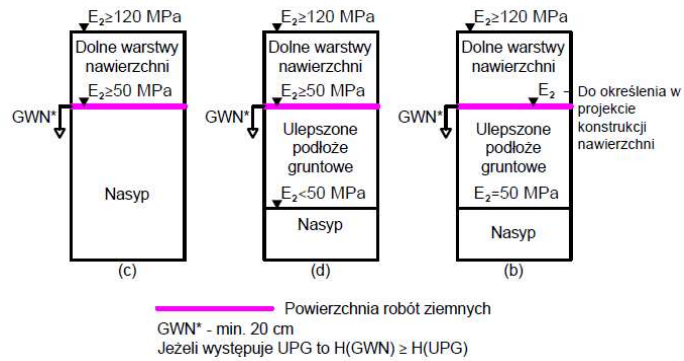 E₂≥120 MPa
Dolne warstwy
nawierzchni
E₂≥50 MPa
GWN*
Nasyp
(c)
E₂≥120 MPa
Dolne warstwy
nawierzchni
E₂≥50 MPa
GWN*
Ulepszone
podłoże
gruntowe
E₂<50 MPa
Nasyp
(d)
E₂≥120 MPa
Dolne warstwy
nawierzchni
E₂ - Do określenia w
projekcie
konstrukcji
nawierzchni
GWN*
Ulepszone
podłoże
gruntowe
E₂=50 MPa
Nasyp
(b)
Powierzchnia robót ziemnych
GWN* - min. 20 cm
Jeżeli występuje UPG to H(GWN) ≥ H(UPG)